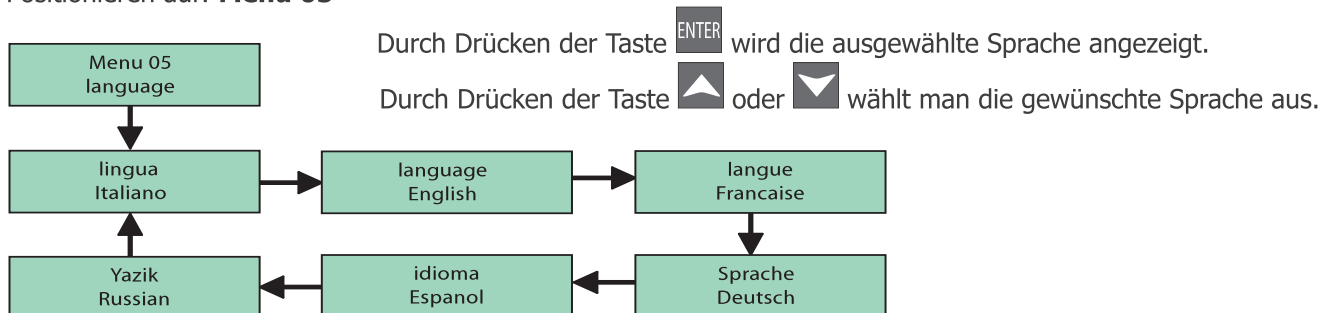 Positionieren auf: Menu 05
Durch Drücken der Taste ENTER wird die ausgewählte Sprache angezeigt.
Durch Drücken der Taste oder wählt man die gewünschte Sprache aus.
Menu 05
language
lingua
Italiano
language
English
langue
Francaise
Sprache
Deutsch
idioma
Espanol
Yazik
Russian